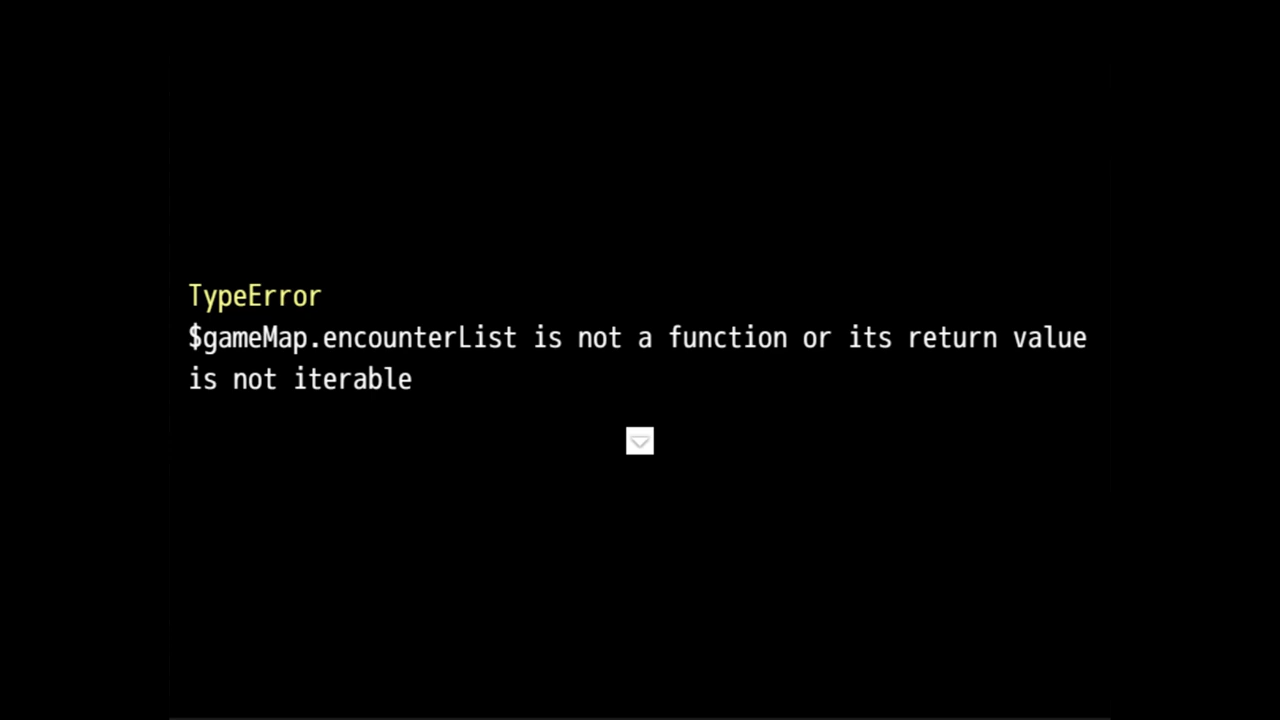 TypeError
$gameMap.encounterList is not a function or its return value
is not iterable